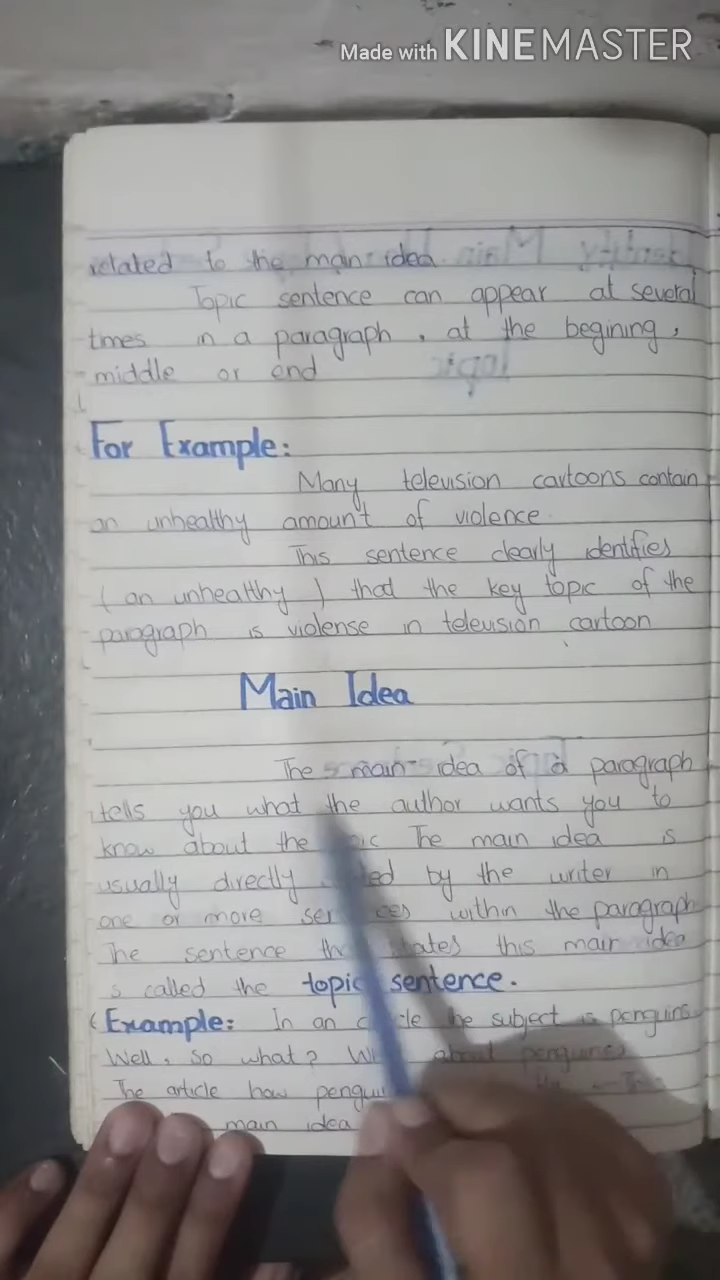 Made with KINEMASTER
related to the main idea.
Topic sentence can appear at several
times in a paragraph, at the begining,
middle or end
For Example:
Many television cartoons contain
an unhealthy amount of violence.
This sentence clearly identifies
(an unhealthy) that the key topic of the
paragraph is violense in television cartoon
Main Idea
The main idea of a paragraph
tells you what the author wants you to
know about the The main idea is
usually directly by the writer in
one or more within the paragraph
The sentence this main idea
is called the topic sentence.
(Example: In an the subject is penguins.
Well, so what? about penguins
The article how
main idea